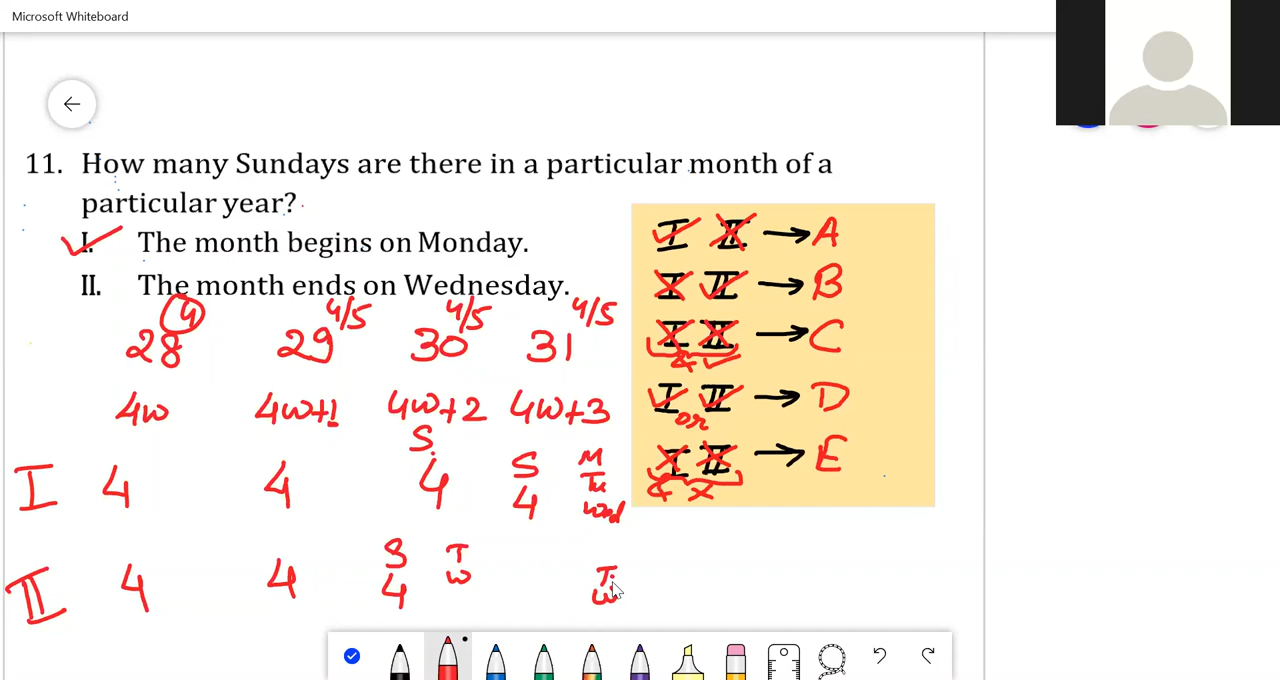 Microsoft Whiteboard
11. How many Sundays are there in a particular month of a
particular year?
I. The month begins on Monday.
II. The month ends on Wednesday.
I II → A
I II → B
I II → C
&
I II → D
or
I II → E
&
4 4/5 4/5 4/5
28 29 30 31
4w 4w+1 4w+2 4w+3
S.
I 4 4 4 S M
4 Tu
Wed
II 4 4 S T
4 W
T
W